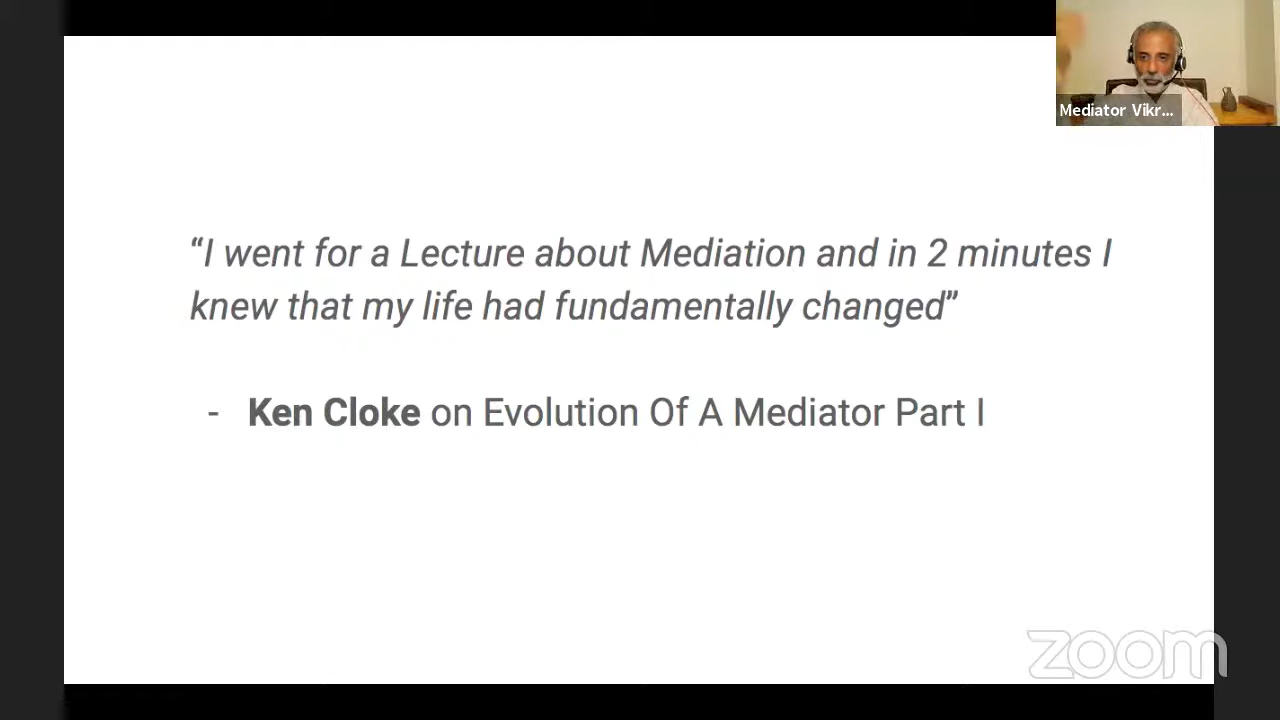 Mediator Vikr...
“I went for a Lecture about Mediation and in 2 minutes I
knew that my life had fundamentally changed”
- Ken Cloke on Evolution Of A Mediator Part I
zoom